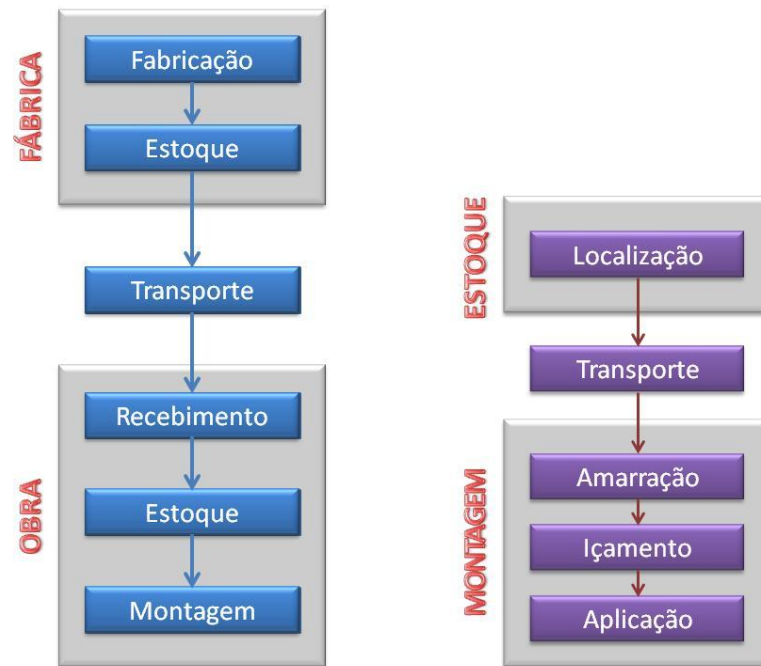 FÁBRICA
Fabricação
Estoque
Transporte
OBRA
Recebimento
Estoque
Montagem
ESTOQUE
Localização
Transporte
MONTAGEM
Amarração
Içamento
Aplicação